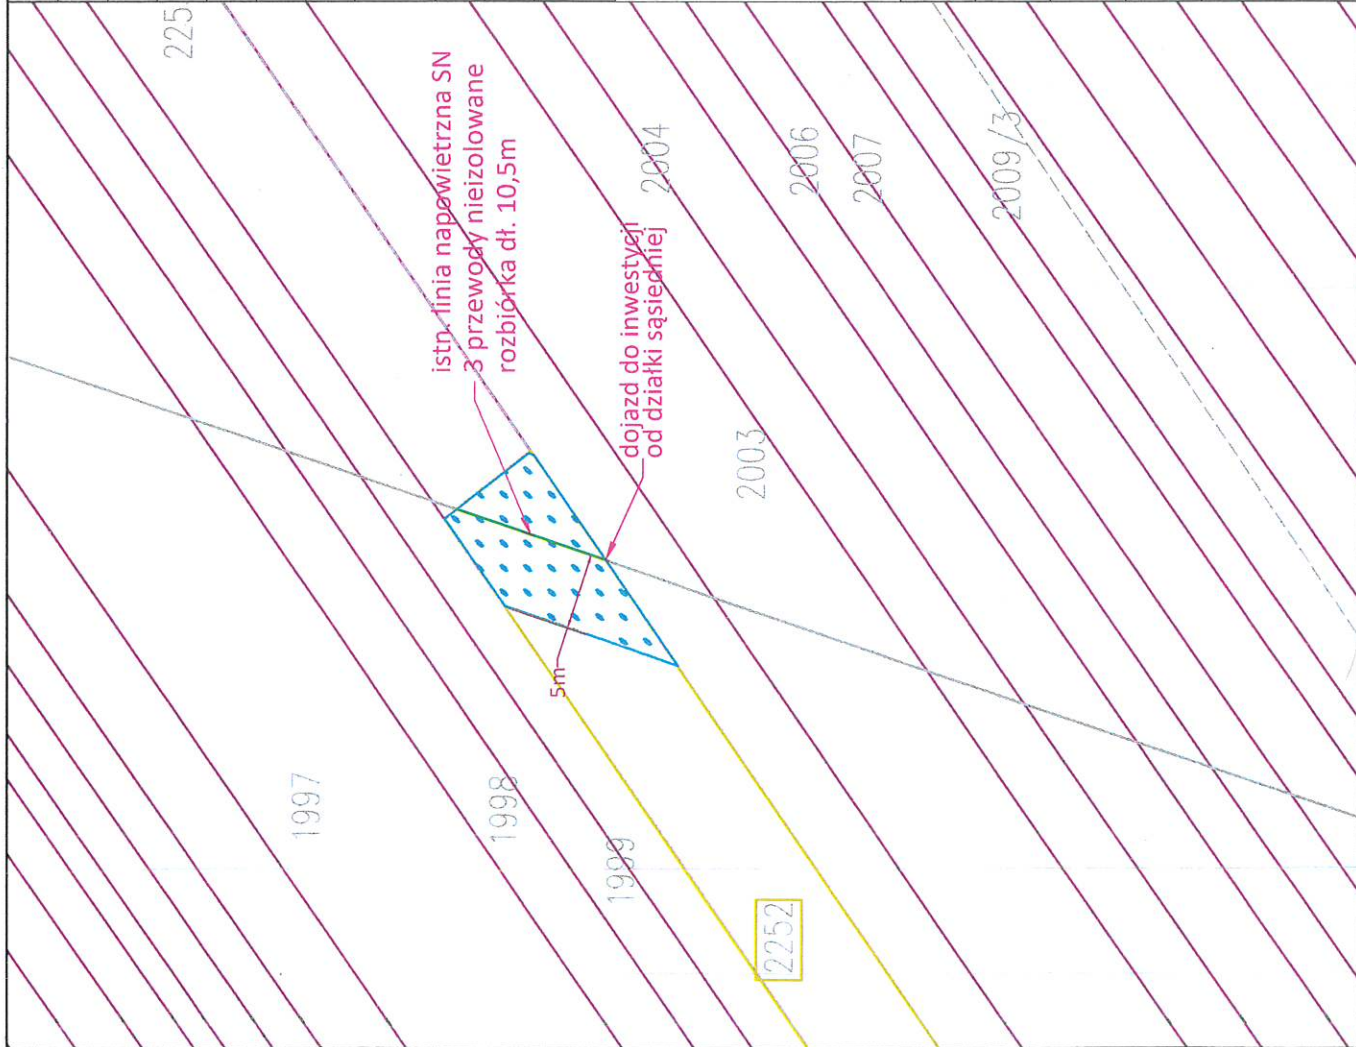 225
istn. linia napowietrzna SN
3 przewody nieizolowane
rozbiórka dł. 10,5m
2004
2006
2007
2009/3
dojazd do inwestycji
od działki sąsiedniej
2003
5m
1997
1998
1999
2252